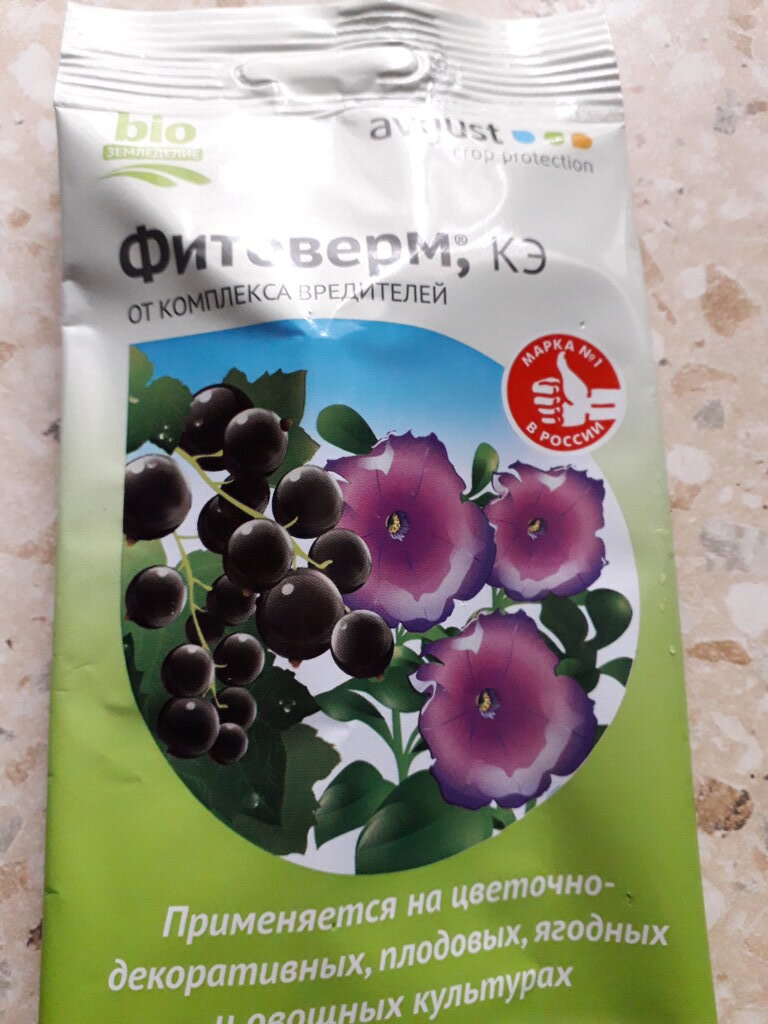 bio
ЗЕМЛЕДЕЛИЕ
avgust
crop protection
Фитоверм®, КЭ
ОТ КОМПЛЕКСА ВРЕДИТЕЛЕЙ
МАРКА №1
В РОССИИ
Применяется на цветочно-
декоративных, плодовых, ягодных
и овощных культурах